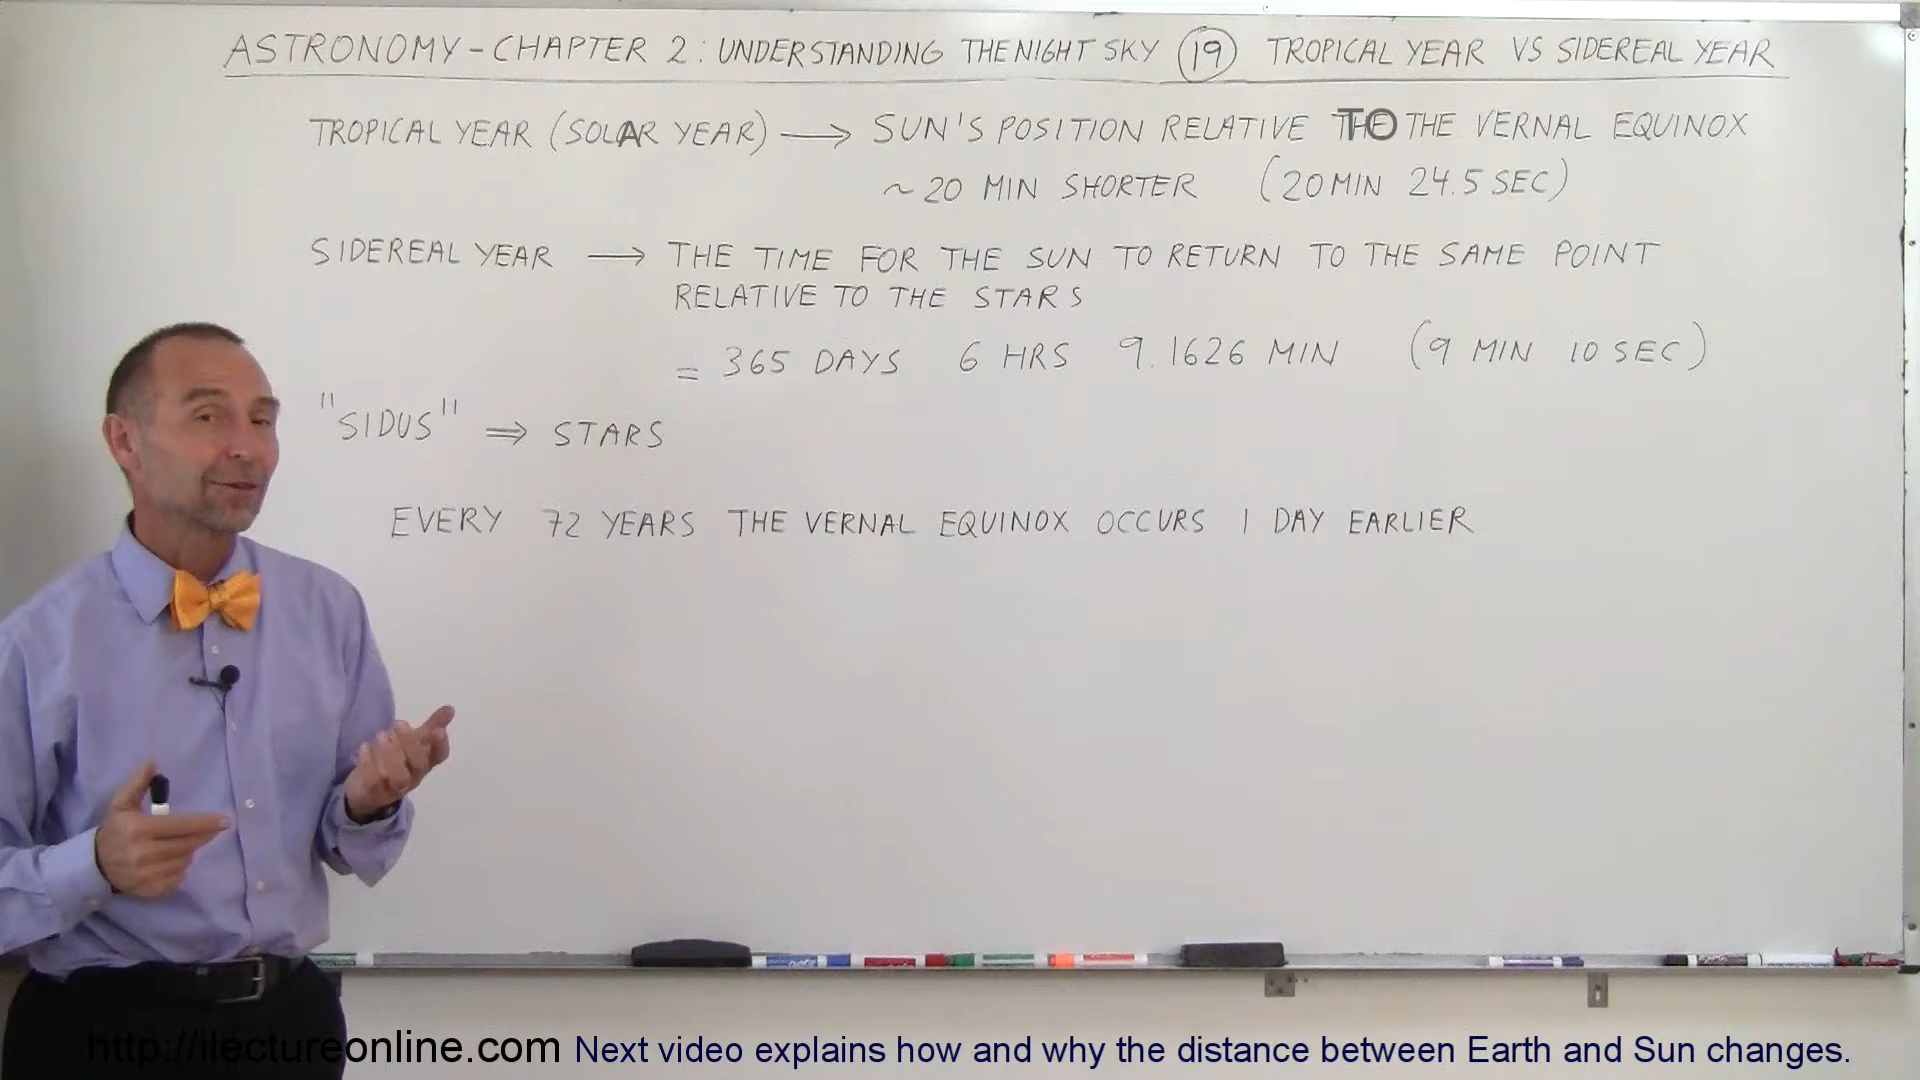 ASTRONOMY - CHAPTER 2: UNDERSTANDING THE NIGHT SKY (19) TROPICAL YEAR VS SIDEREAL YEAR
TROPICAL YEAR (SOLAR YEAR) → SUN'S POSITION RELATIVE TO THE VERNAL EQUINOX
~20 MIN SHORTER (20 MIN 24.5 SEC)
SIDEREAL YEAR → THE TIME FOR THE SUN TO RETURN TO THE SAME POINT
RELATIVE TO THE STARS
= 365 DAYS 6 HRS 9.1626 MIN (9 MIN 10 SEC)
"SIDUS" ⇒ STARS
EVERY 72 YEARS THE VERNAL EQUINOX OCCURS 1 DAY EARLIER
http://ilectureonline.com Next video explains how and why the distance between Earth and Sun changes.